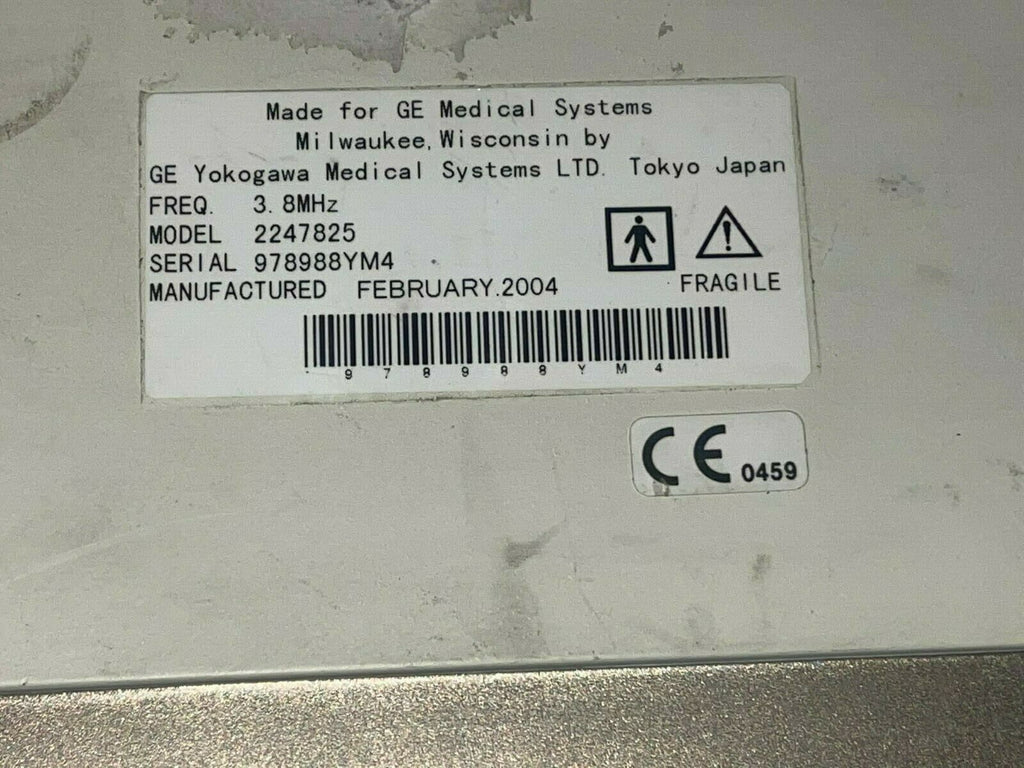 Made for GE Medical Systems
Milwaukee, Wisconsin by
GE Yokogawa Medical Systems LTD. Tokyo Japan
FREQ. 3.8MHz
MODEL 2247825
SERIAL 978988YM4
MANUFACTURED FEBRUARY.2004
FRAGILE
978988YM4
CE 0459